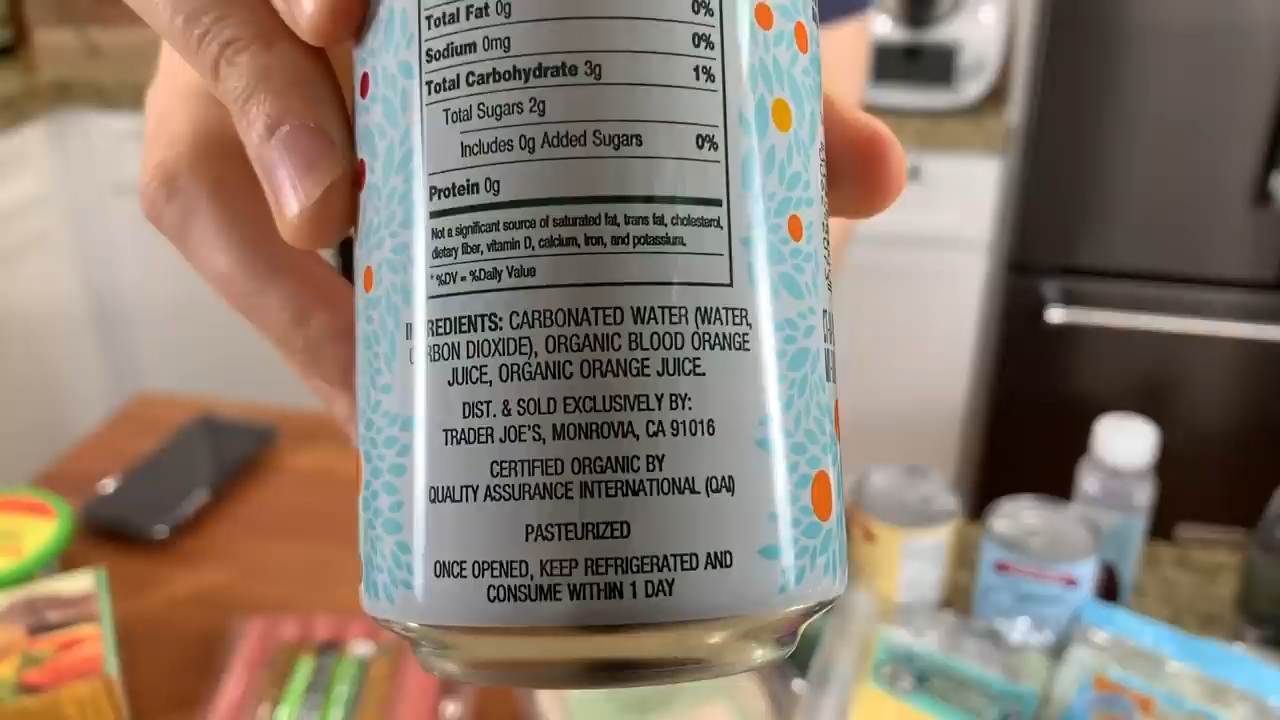 Total Fat 0g 0%
Sodium 0mg 0%
Total Carbohydrate 3g 1%
Total Sugars 2g
Includes 0g Added Sugars 0%
Protein 0g
Not a significant source of saturated fat, trans fat, cholesterol,
dietary fiber, vitamin D, calcium, iron, and potassium.
* %DV = %Daily Value
INGREDIENTS: CARBONATED WATER (WATER,
CARBON DIOXIDE), ORGANIC BLOOD ORANGE
JUICE, ORGANIC ORANGE JUICE.
DIST. & SOLD EXCLUSIVELY BY:
TRADER JOE'S, MONROVIA, CA 91016
CERTIFIED ORGANIC BY
QUALITY ASSURANCE INTERNATIONAL (QAI)
PASTEURIZED
ONCE OPENED, KEEP REFRIGERATED AND
CONSUME WITHIN 1 DAY